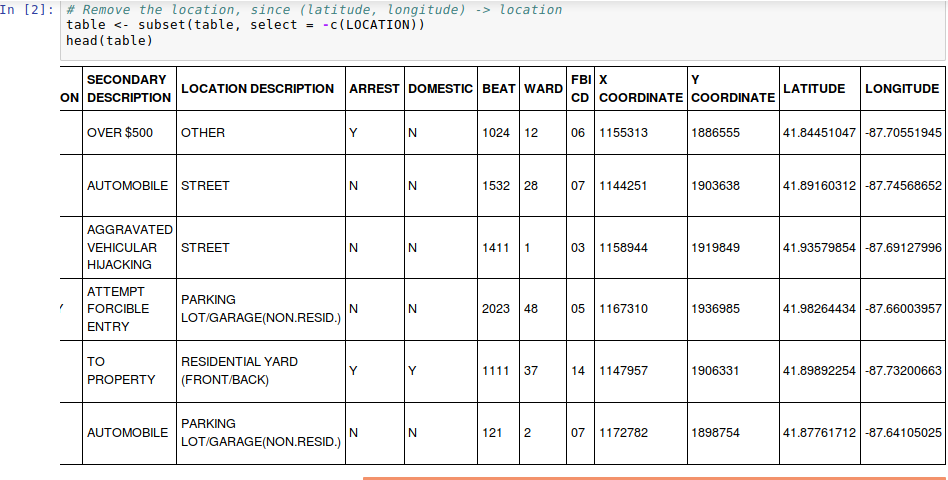 In [2]: # Remove the location, since (latitude, longitude) -> location
table <- subset(table, select = -c(LOCATION))
head(table)
ON SECONDARY DESCRIPTION LOCATION DESCRIPTION ARREST DOMESTIC BEAT WARD FBI CD X COORDINATE Y COORDINATE LATITUDE LONGITUDE
OVER $500 OTHER Y N 1024 12 06 1155313 1886555 41.84451047 -87.70551945
AUTOMOBILE STREET N N 1532 28 07 1144251 1903638 41.89160312 -87.74568652
AGGRAVATED VEHICULAR HIJACKING STREET N N 1411 1 03 1158944 1919849 41.93579854 -87.69127996
ATTEMPT FORCIBLE ENTRY PARKING LOT/GARAGE(NON.RESID.) N N 2023 48 05 1167310 1936985 41.98264434 -87.66003957
TO PROPERTY RESIDENTIAL YARD (FRONT/BACK) Y Y 1111 37 14 1147957 1906331 41.89892254 -87.73200663
AUTOMOBILE PARKING LOT/GARAGE(NON.RESID.) N N 121 2 07 1172782 1898754 41.87761712 -87.64105025